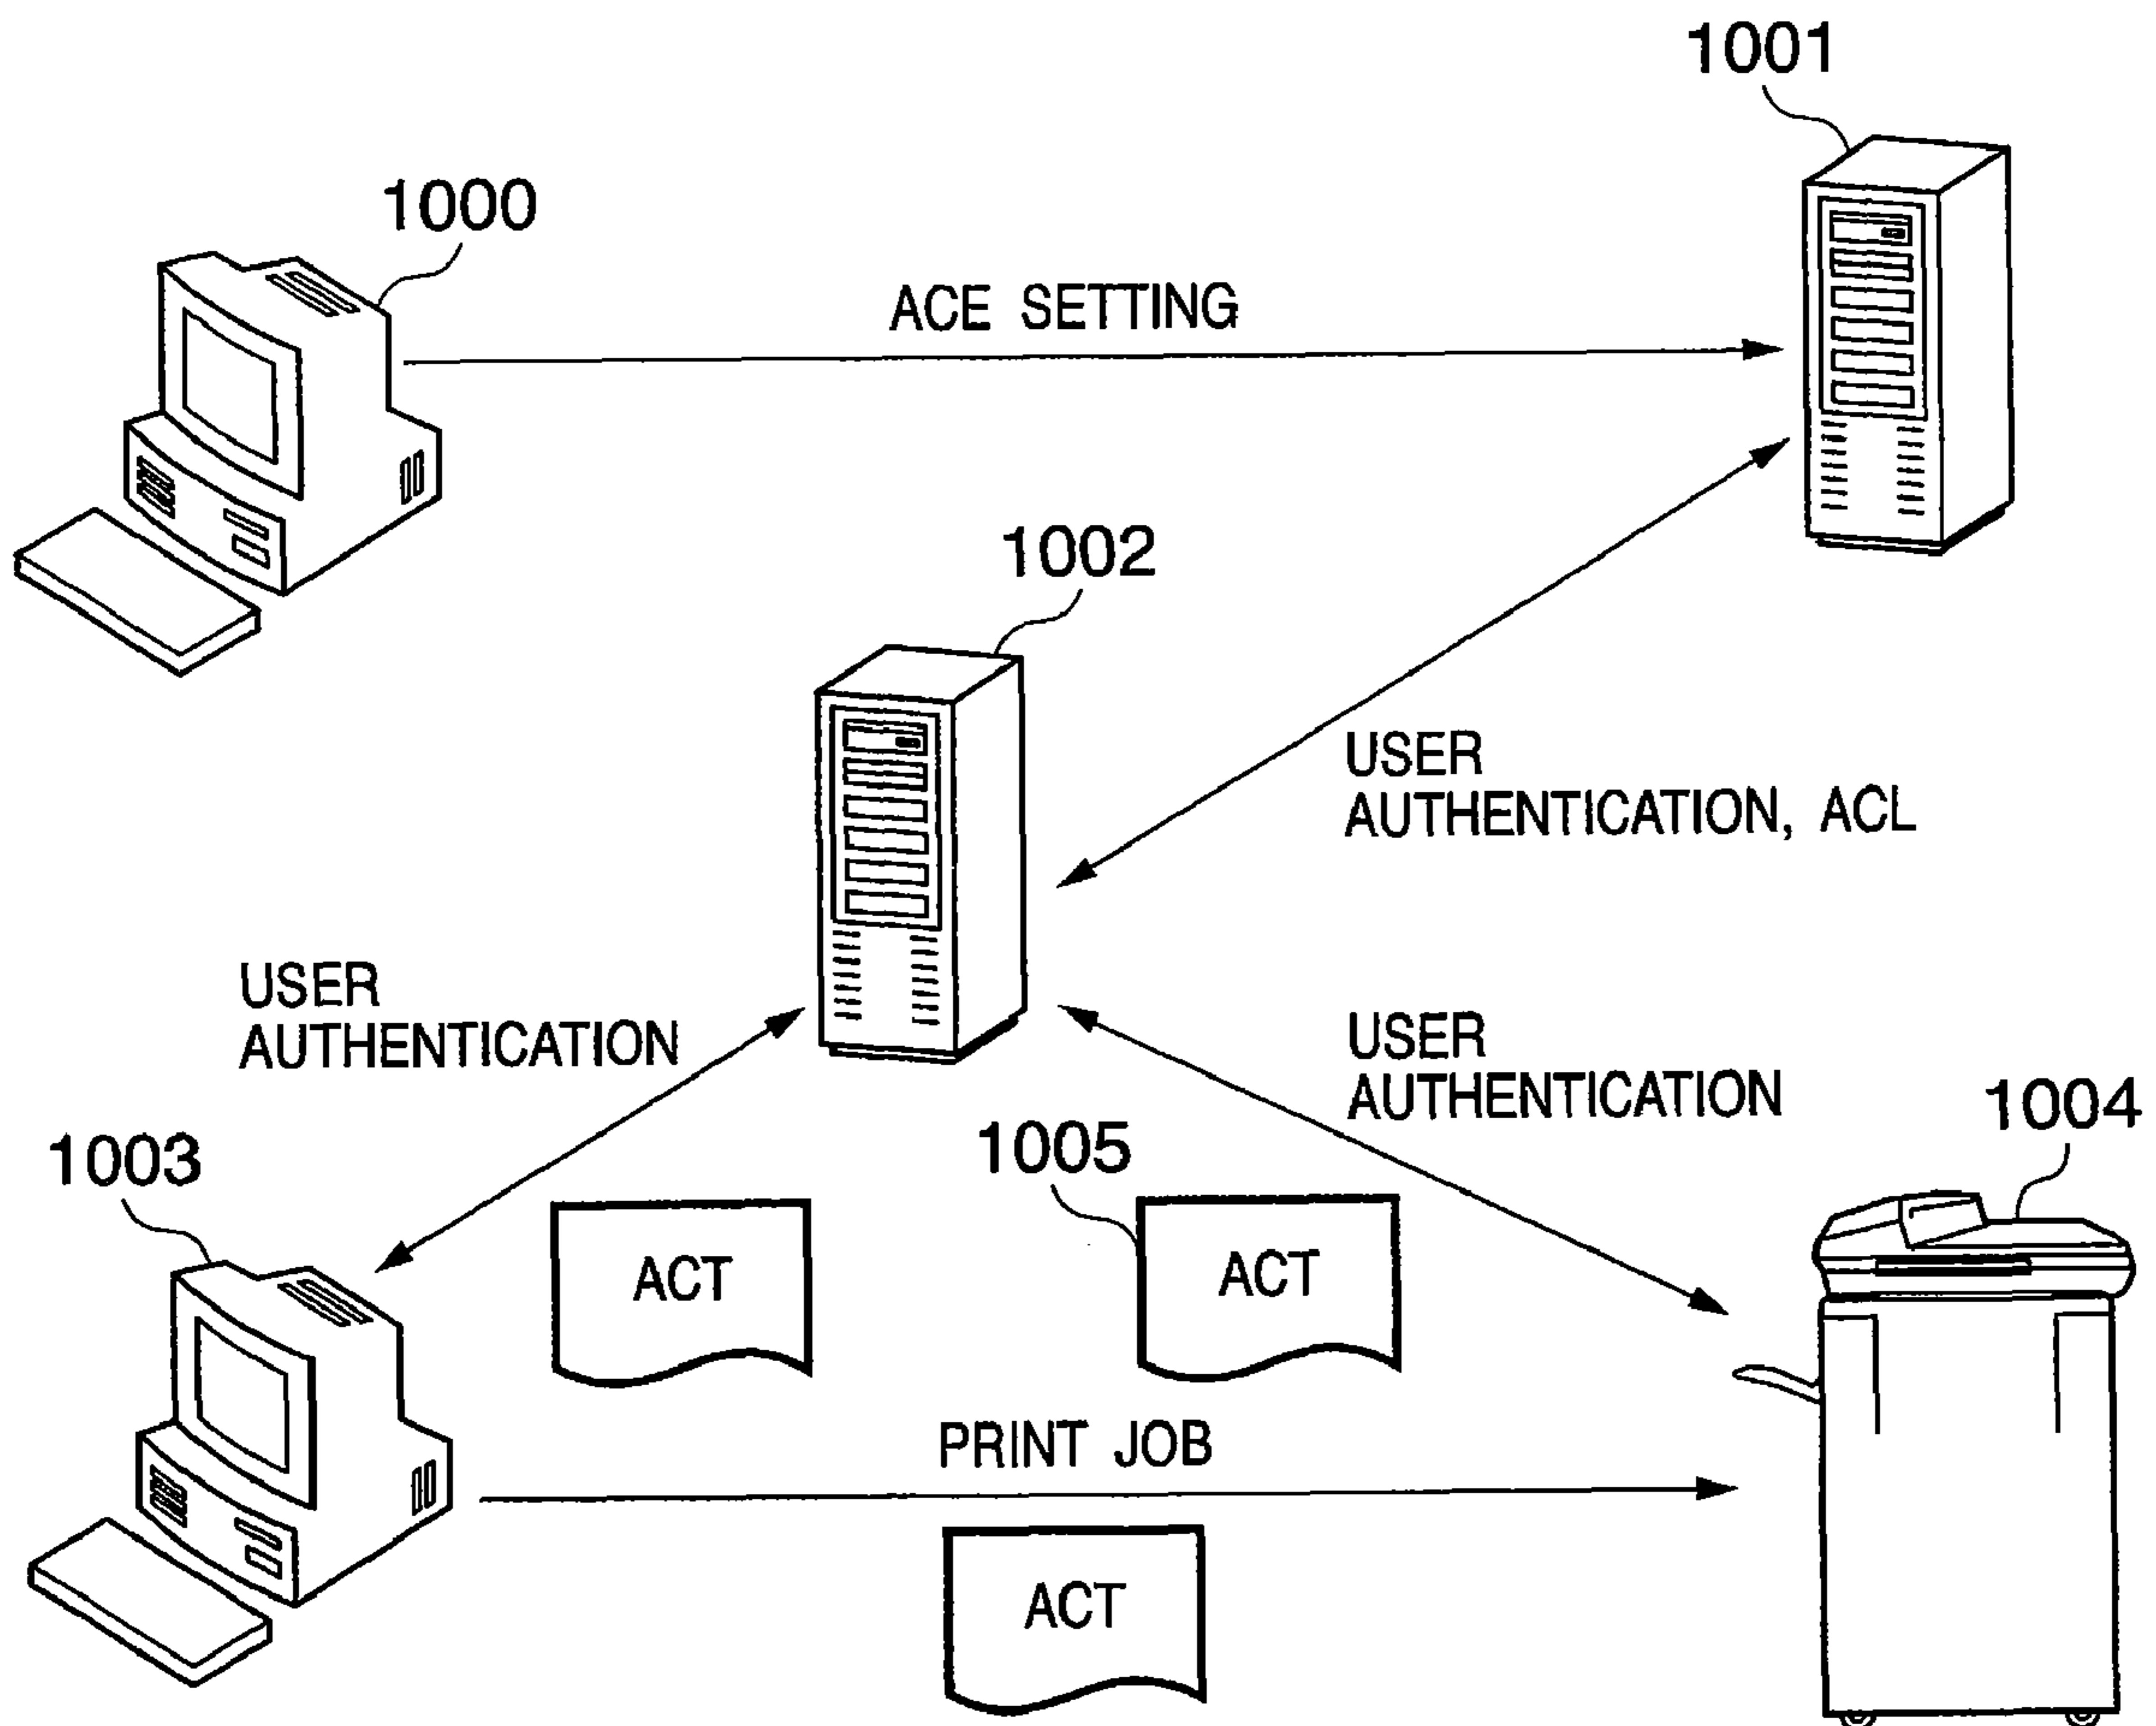 1001
1000
ACE SETTING
1002
USER
AUTHENTICATION, ACL
USER
AUTHENTICATION
USER
AUTHENTICATION
1004
1005
1003
ACT
ACT
PRINT JOB
ACT